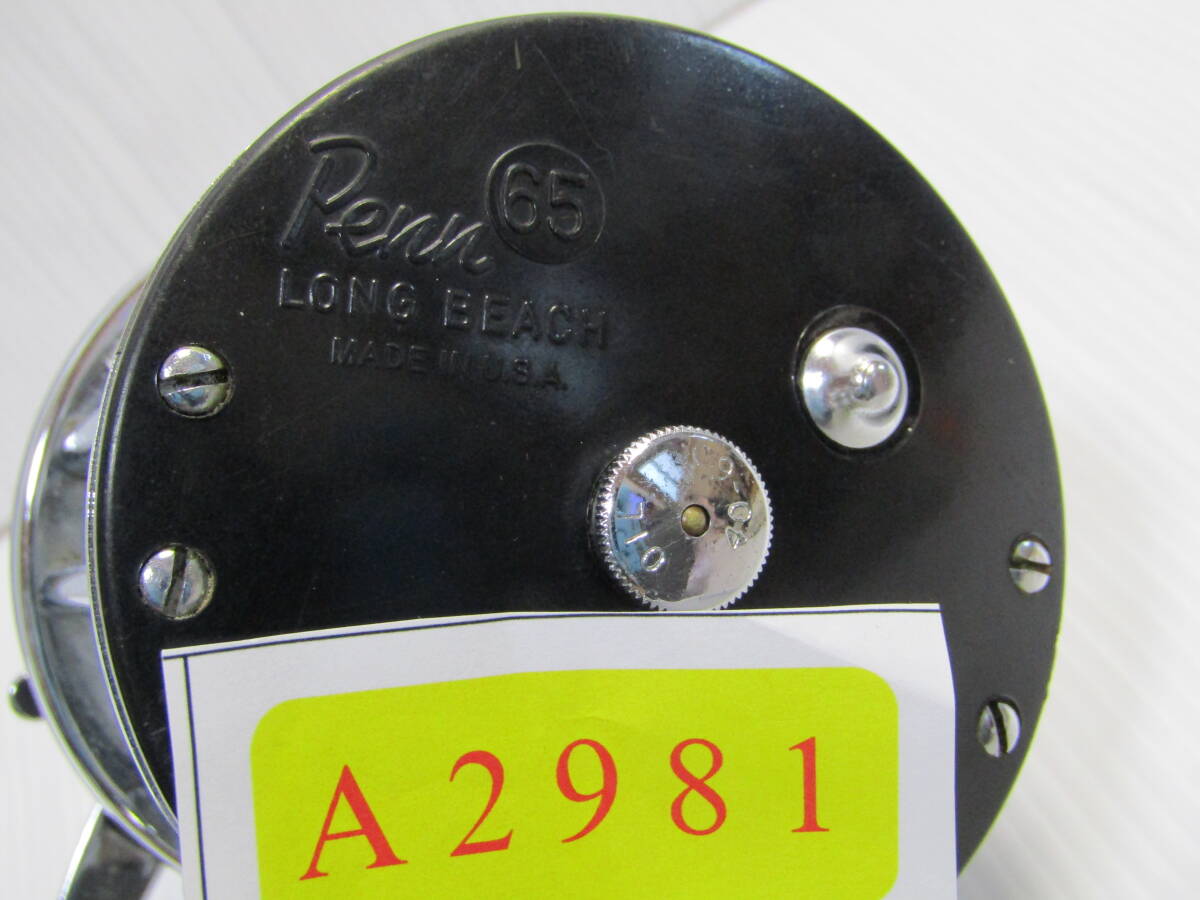 Penn 65
LONG BEACH
MADE IN U.S.A.
A2981